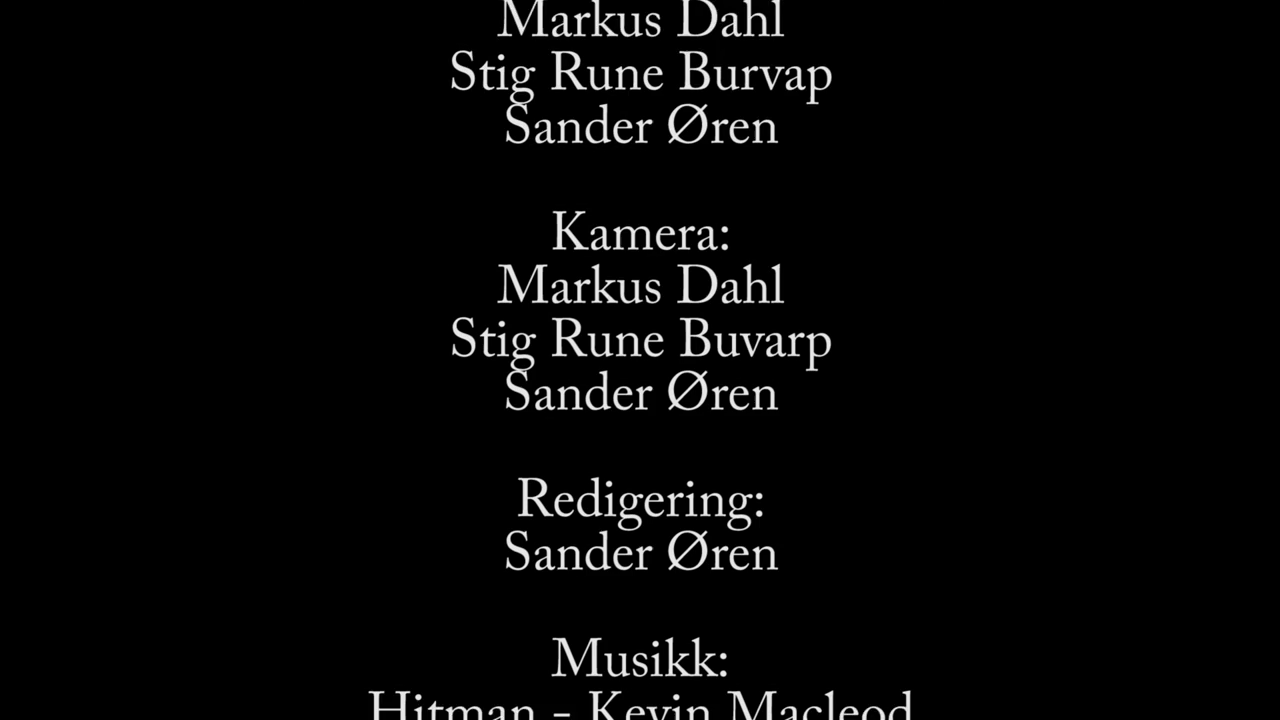 Markus Dahl
Stig Rune Burvap
Sander Øren
Kamera:
Markus Dahl
Stig Rune Buvarp
Sander Øren
Redigering:
Sander Øren
Musikk:
Hitman - Kevin Macleod